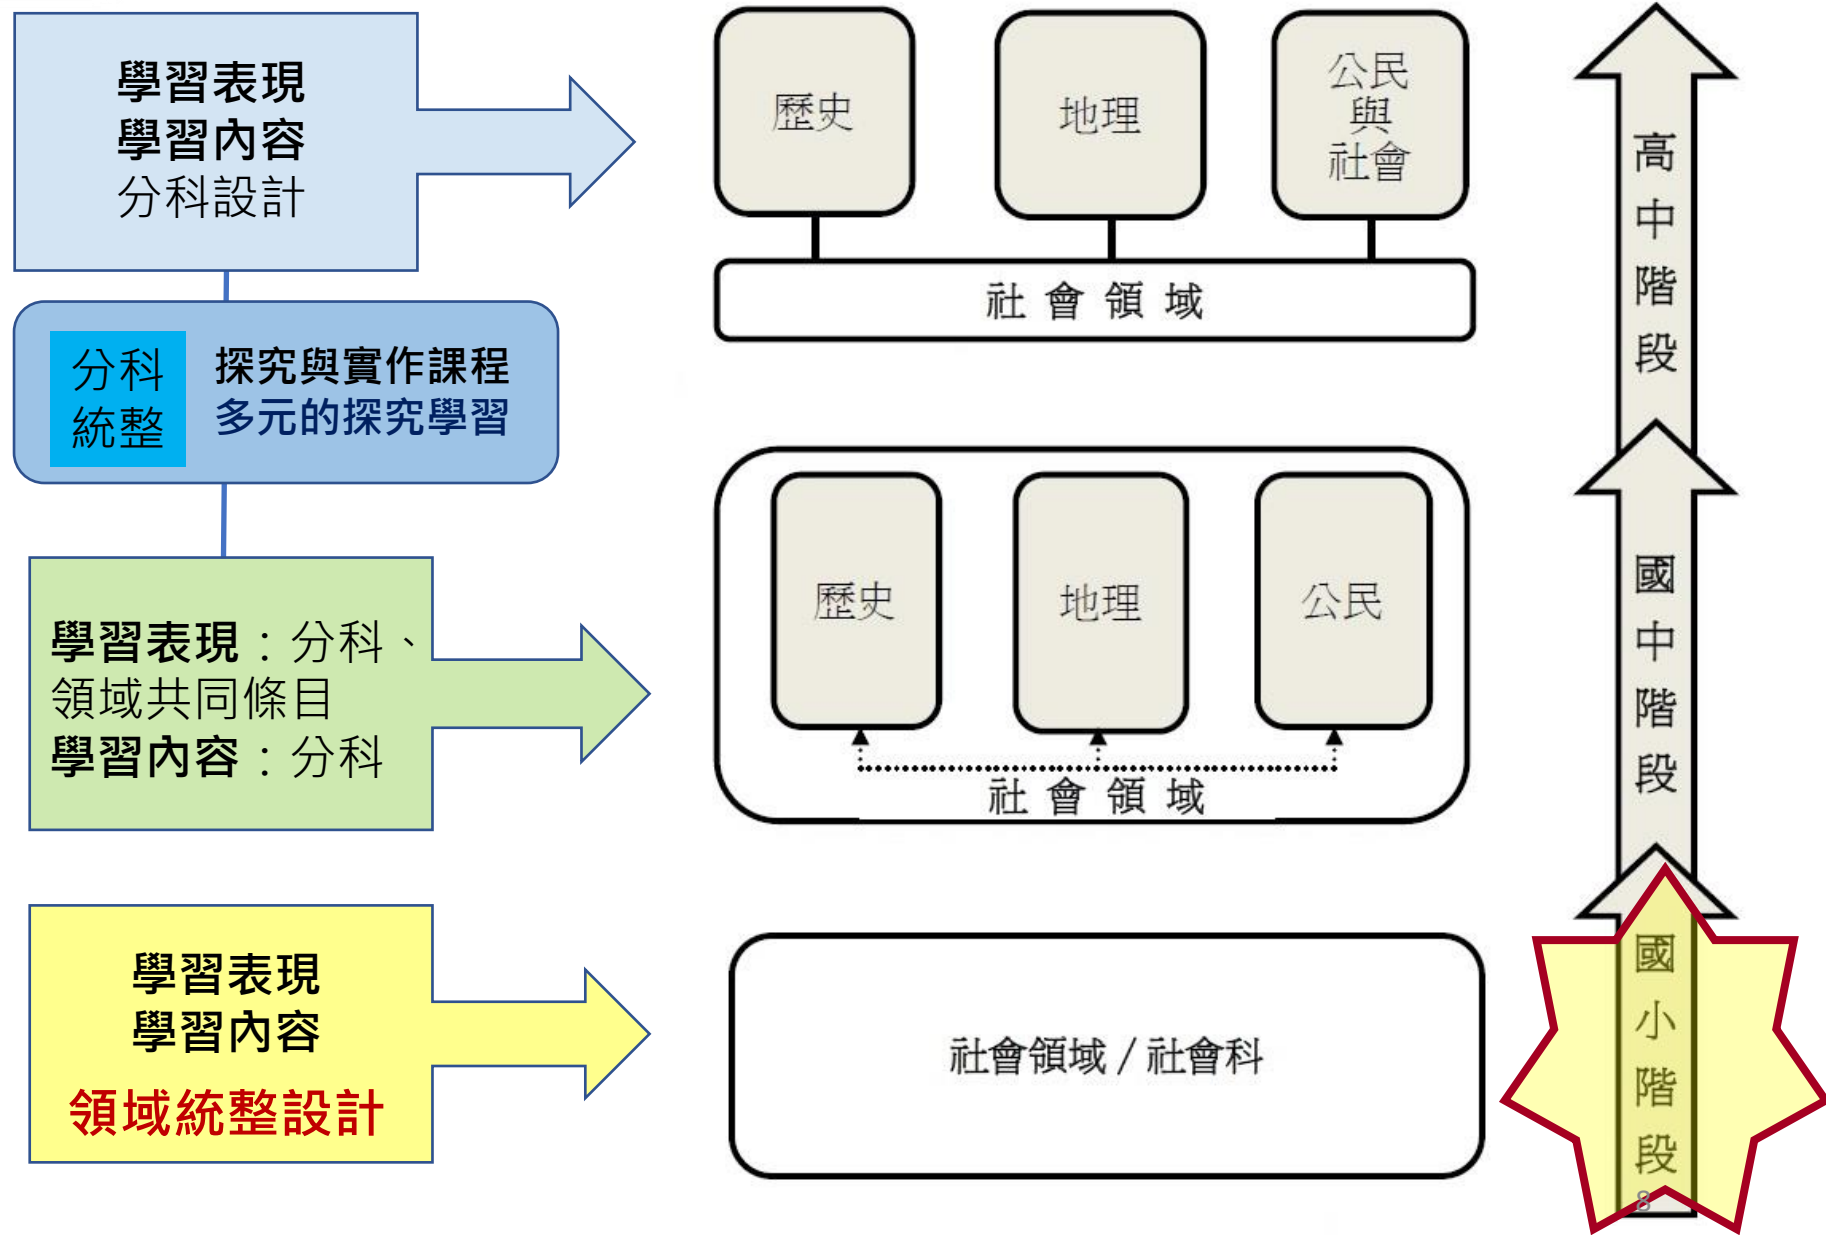 學習表現
學習內容
分科設計
歷史
地理
公民
與
社會
社會領域
高中階段
分科
統整
探究與實作課程
多元的探究學習
學習表現：分科、
領域共同條目
學習內容：分科
歷史
地理
公民
社會領域
國中階段
學習表現
學習內容
領域統整設計
社會領域/社會科
國小階段
8